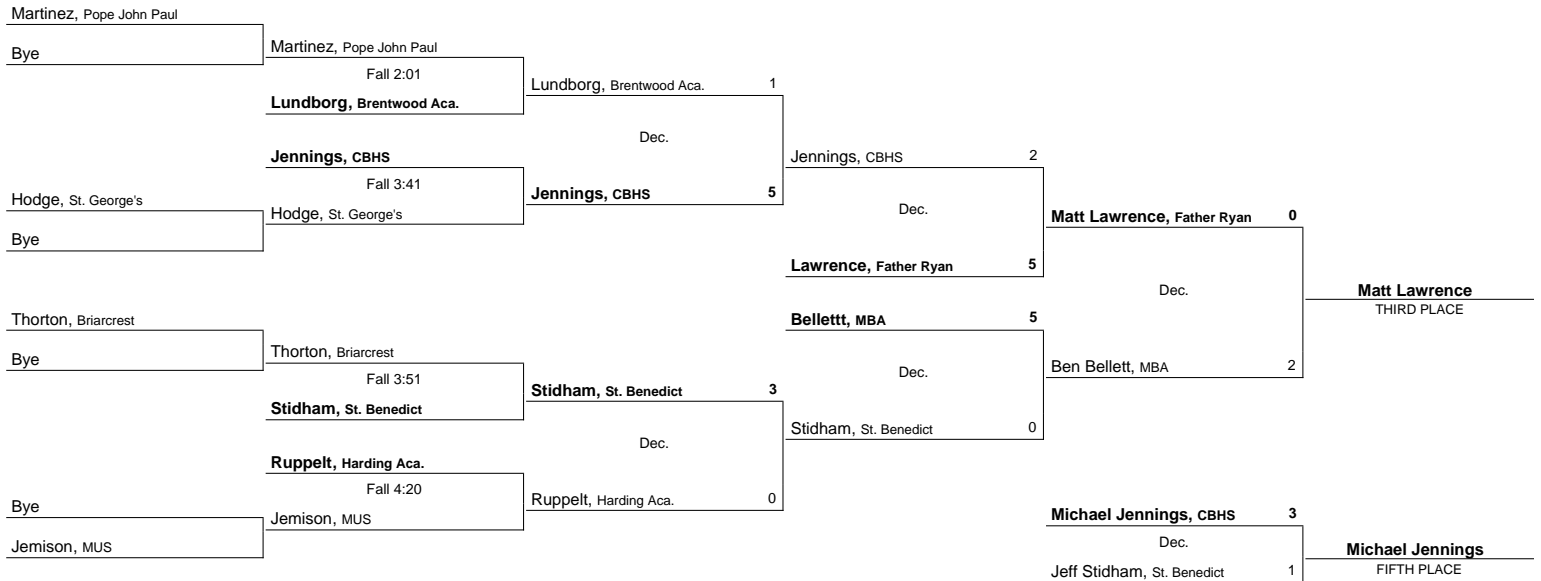 Martinez, Pope John Paul
Bye
Martinez, Pope John Paul
Fall 2:01
Lundborg, Brentwood Aca.
Lundborg, Brentwood Aca. 1
Dec.
Jennings, CBHS
Fall 3:41
Hodge, St. George's
Jennings, CBHS 5
Hodge, St. George's
Bye
Jennings, CBHS 2
Dec.
Lawrence, Father Ryan 5
Matt Lawrence, Father Ryan 0
Dec.
Ben Bellett, MBA 2
Matt Lawrence
THIRD PLACE
Thorton, Briarcrest
Bye
Thorton, Briarcrest
Fall 3:51
Stidham, St. Benedict
Stidham, St. Benedict 3
Dec.
Ruppelt, Harding Aca. 0
Bellettt, MBA 5
Dec.
Stidham, St. Benedict 0
Ruppelt, Harding Aca.
Fall 4:20
Jemison, MUS
Bye
Jemison, MUS
Michael Jennings, CBHS 3
Dec.
Jeff Stidham, St. Benedict 1
Michael Jennings
FIFTH PLACE